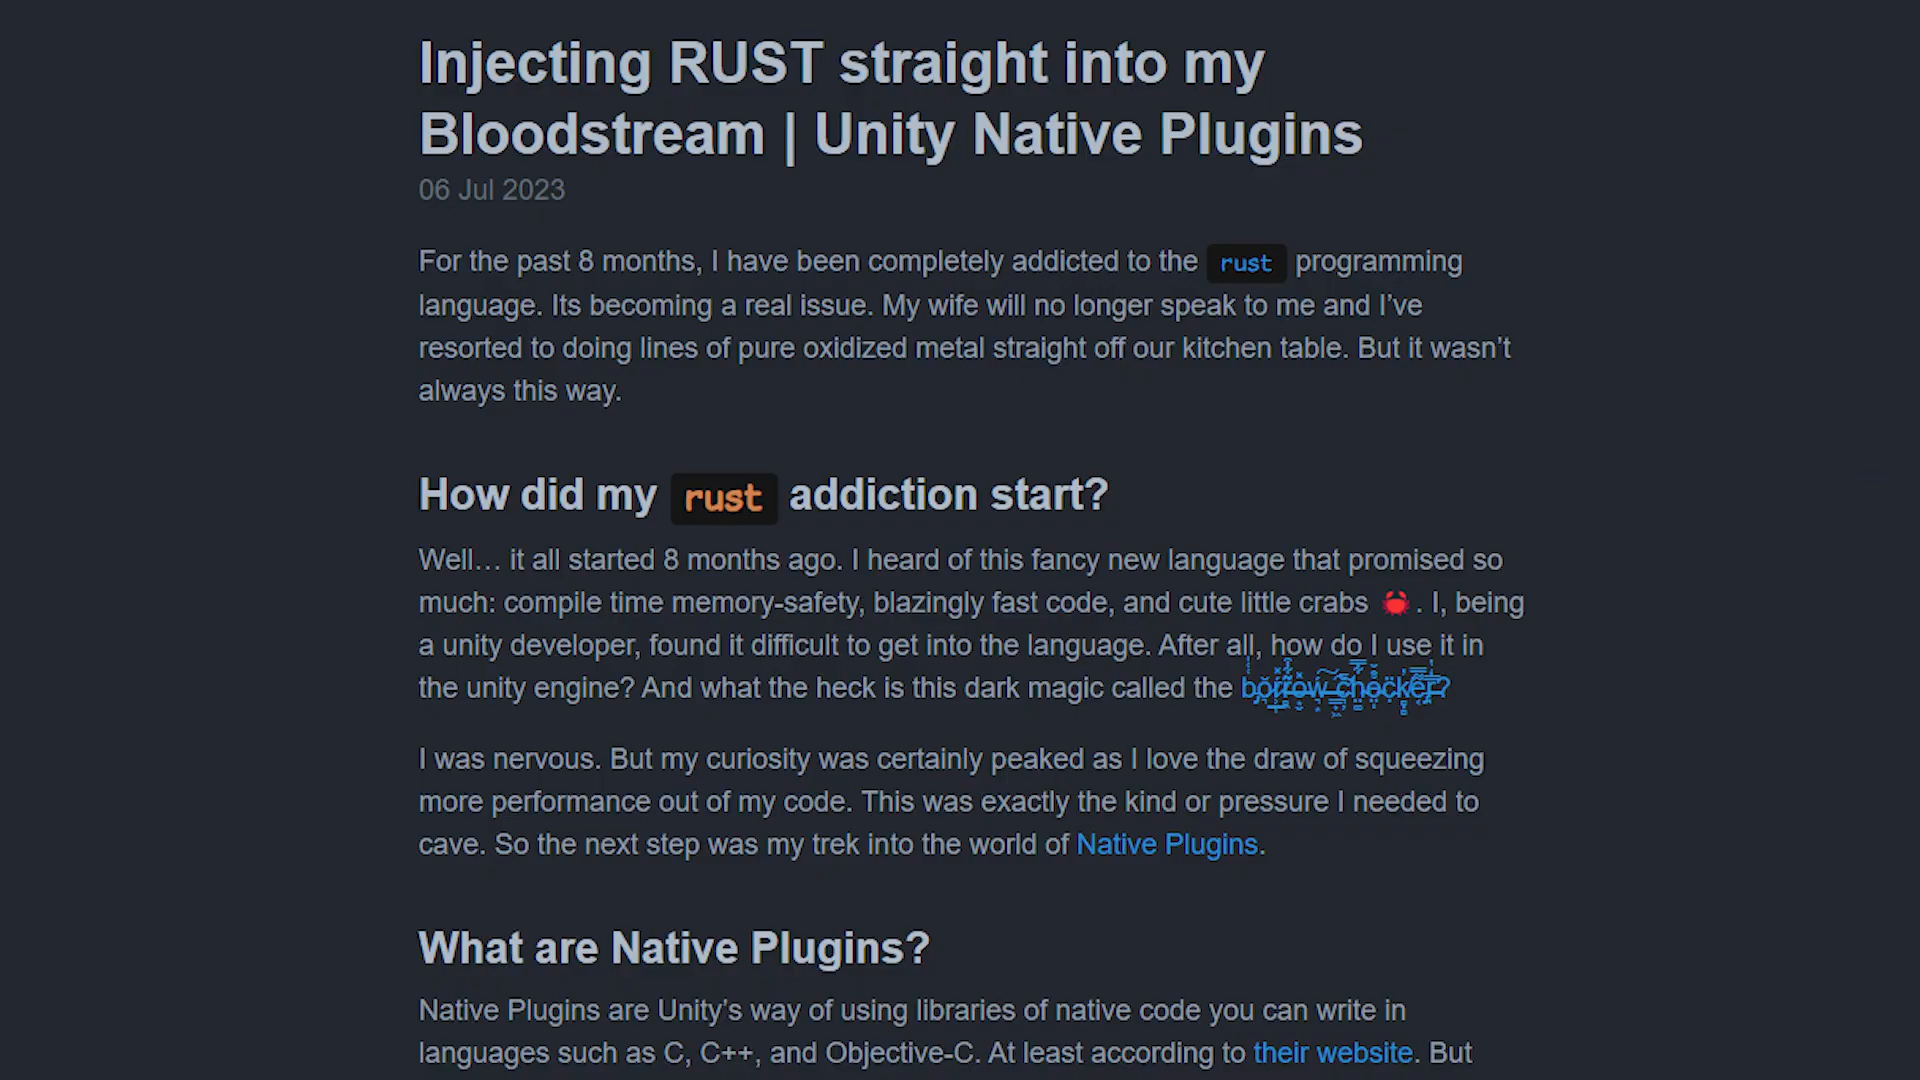 Injecting RUST straight into my
Bloodstream | Unity Native Plugins
06 Jul 2023
For the past 8 months, I have been completely addicted to the rust programming
language. Its becoming a real issue. My wife will no longer speak to me and I’ve
resorted to doing lines of pure oxidized metal straight off our kitchen table. But it wasn’t
always this way.
How did my rust addiction start?
Well… it all started 8 months ago. I heard of this fancy new language that promised so
much: compile time memory-safety, blazingly fast code, and cute little crabs 🦀. I, being
a unity developer, found it difficult to get into the language. After all, how do I use it in
the unity engine? And what the heck is this dark magic called the borrow chocker?
I was nervous. But my curiosity was certainly peaked as I love the draw of squeezing
more performance out of my code. This was exactly the kind or pressure I needed to
cave. So the next step was my trek into the world of Native Plugins.
What are Native Plugins?
Native Plugins are Unity’s way of using libraries of native code you can write in
languages such as C, C++, and Objective-C. At least according to their website. But